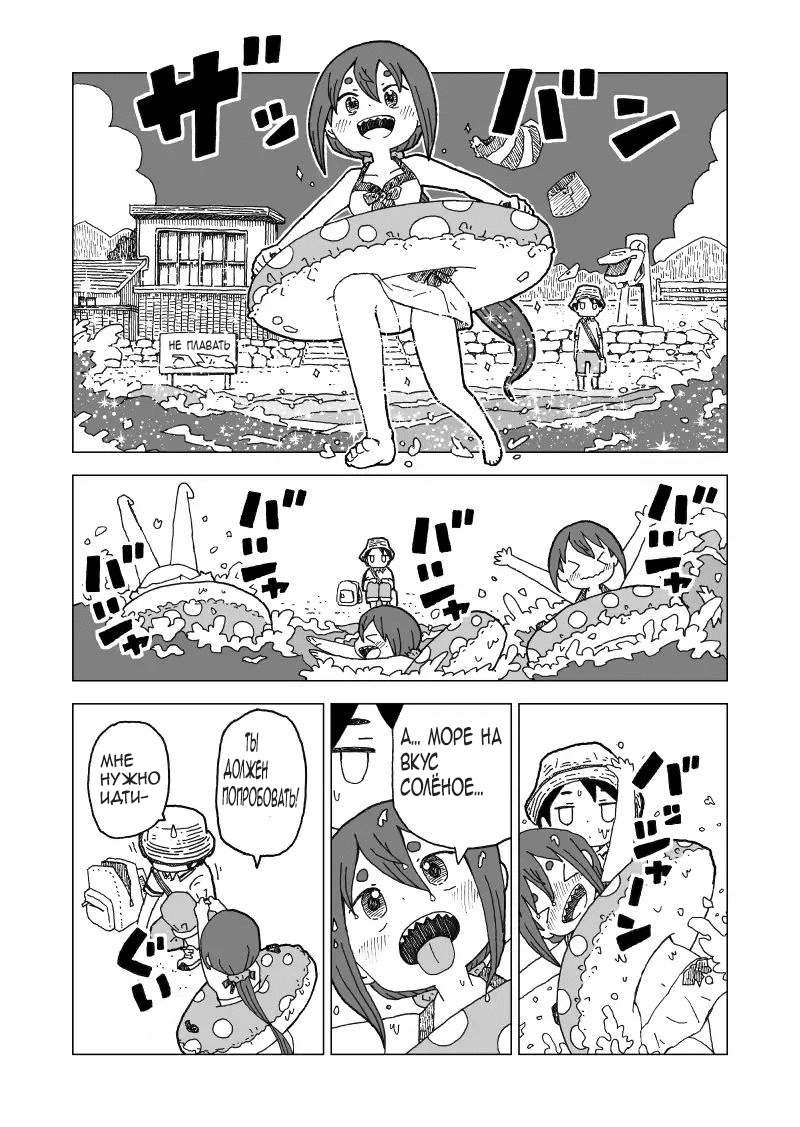 ザッバン
НЕ ПЛАВАТЬ
バシャ
バシャ
バシャ
バシャーン
А... МОРЕ НА
ВКУС
СОЛЁНОЕ...
ТЫ
ДОЛЖЕН
ПОПРОБОВАТЬ!
МНЕ
НУЖНО
ИДТИ-
ぐい